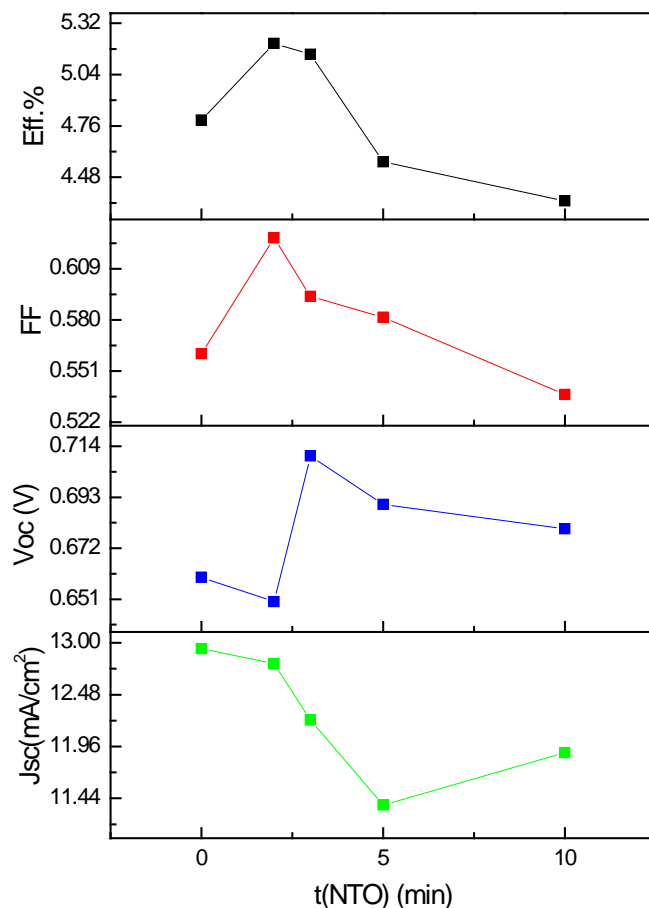 Eff.%
5.32
5.04
4.76
4.48
FF
0.609
0.580
0.551
0.522
Voc (V)
0.714
0.693
0.672
0.651
Jsc(mA/cm²)
13.00
12.48
11.96
11.44
0 5 10
t(NTO) (min)